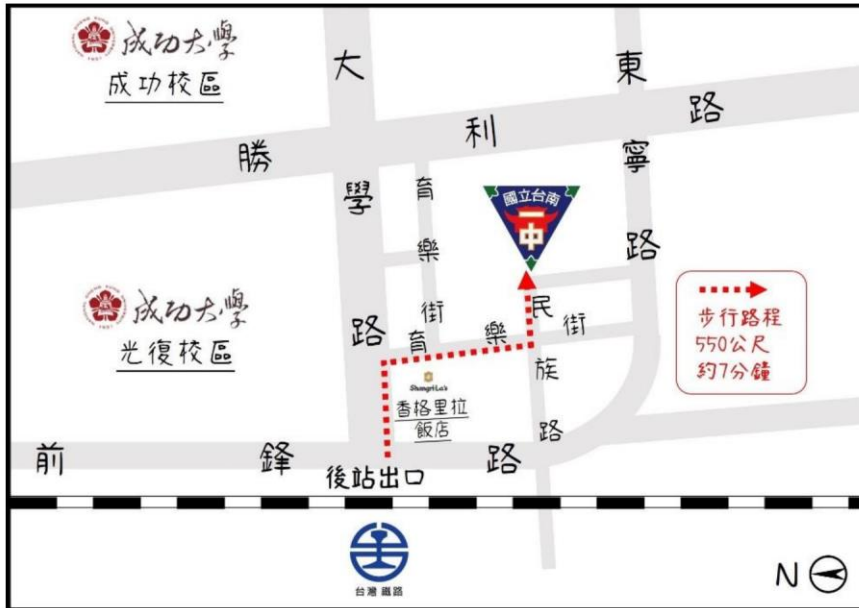 成功大學
成功校區
大學路
東寧路
勝利路
育樂街
國立台南
一中
成功大學
光復校區
育樂街
民族路
步行路程
550公尺
約7分鐘
Shangri-La's
香格里拉
飯店
前鋒路
後站出口
台灣鐵路
N